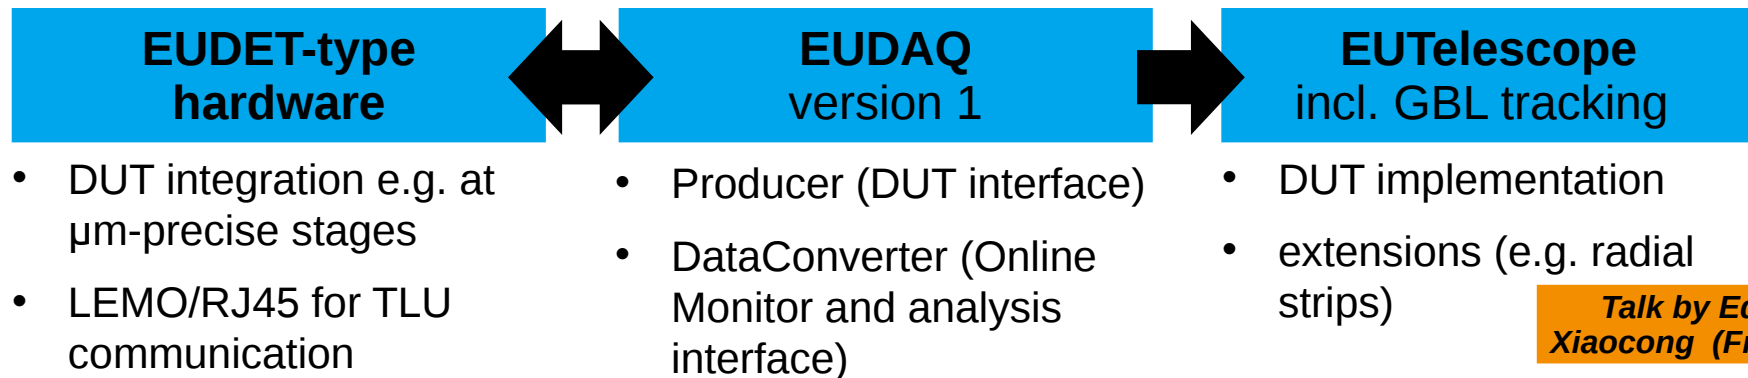 EUDET-type
hardware
• DUT integration e.g. at
µm-precise stages
• LEMO/RJ45 for TLU
communication
EUDAQ
version 1
• Producer (DUT interface)
• DataConverter (Online
Monitor and analysis
interface)
EUTelescope
incl. GBL tracking
• DUT implementation
• extensions (e.g. radial
strips)
Talk by
Xiaocong